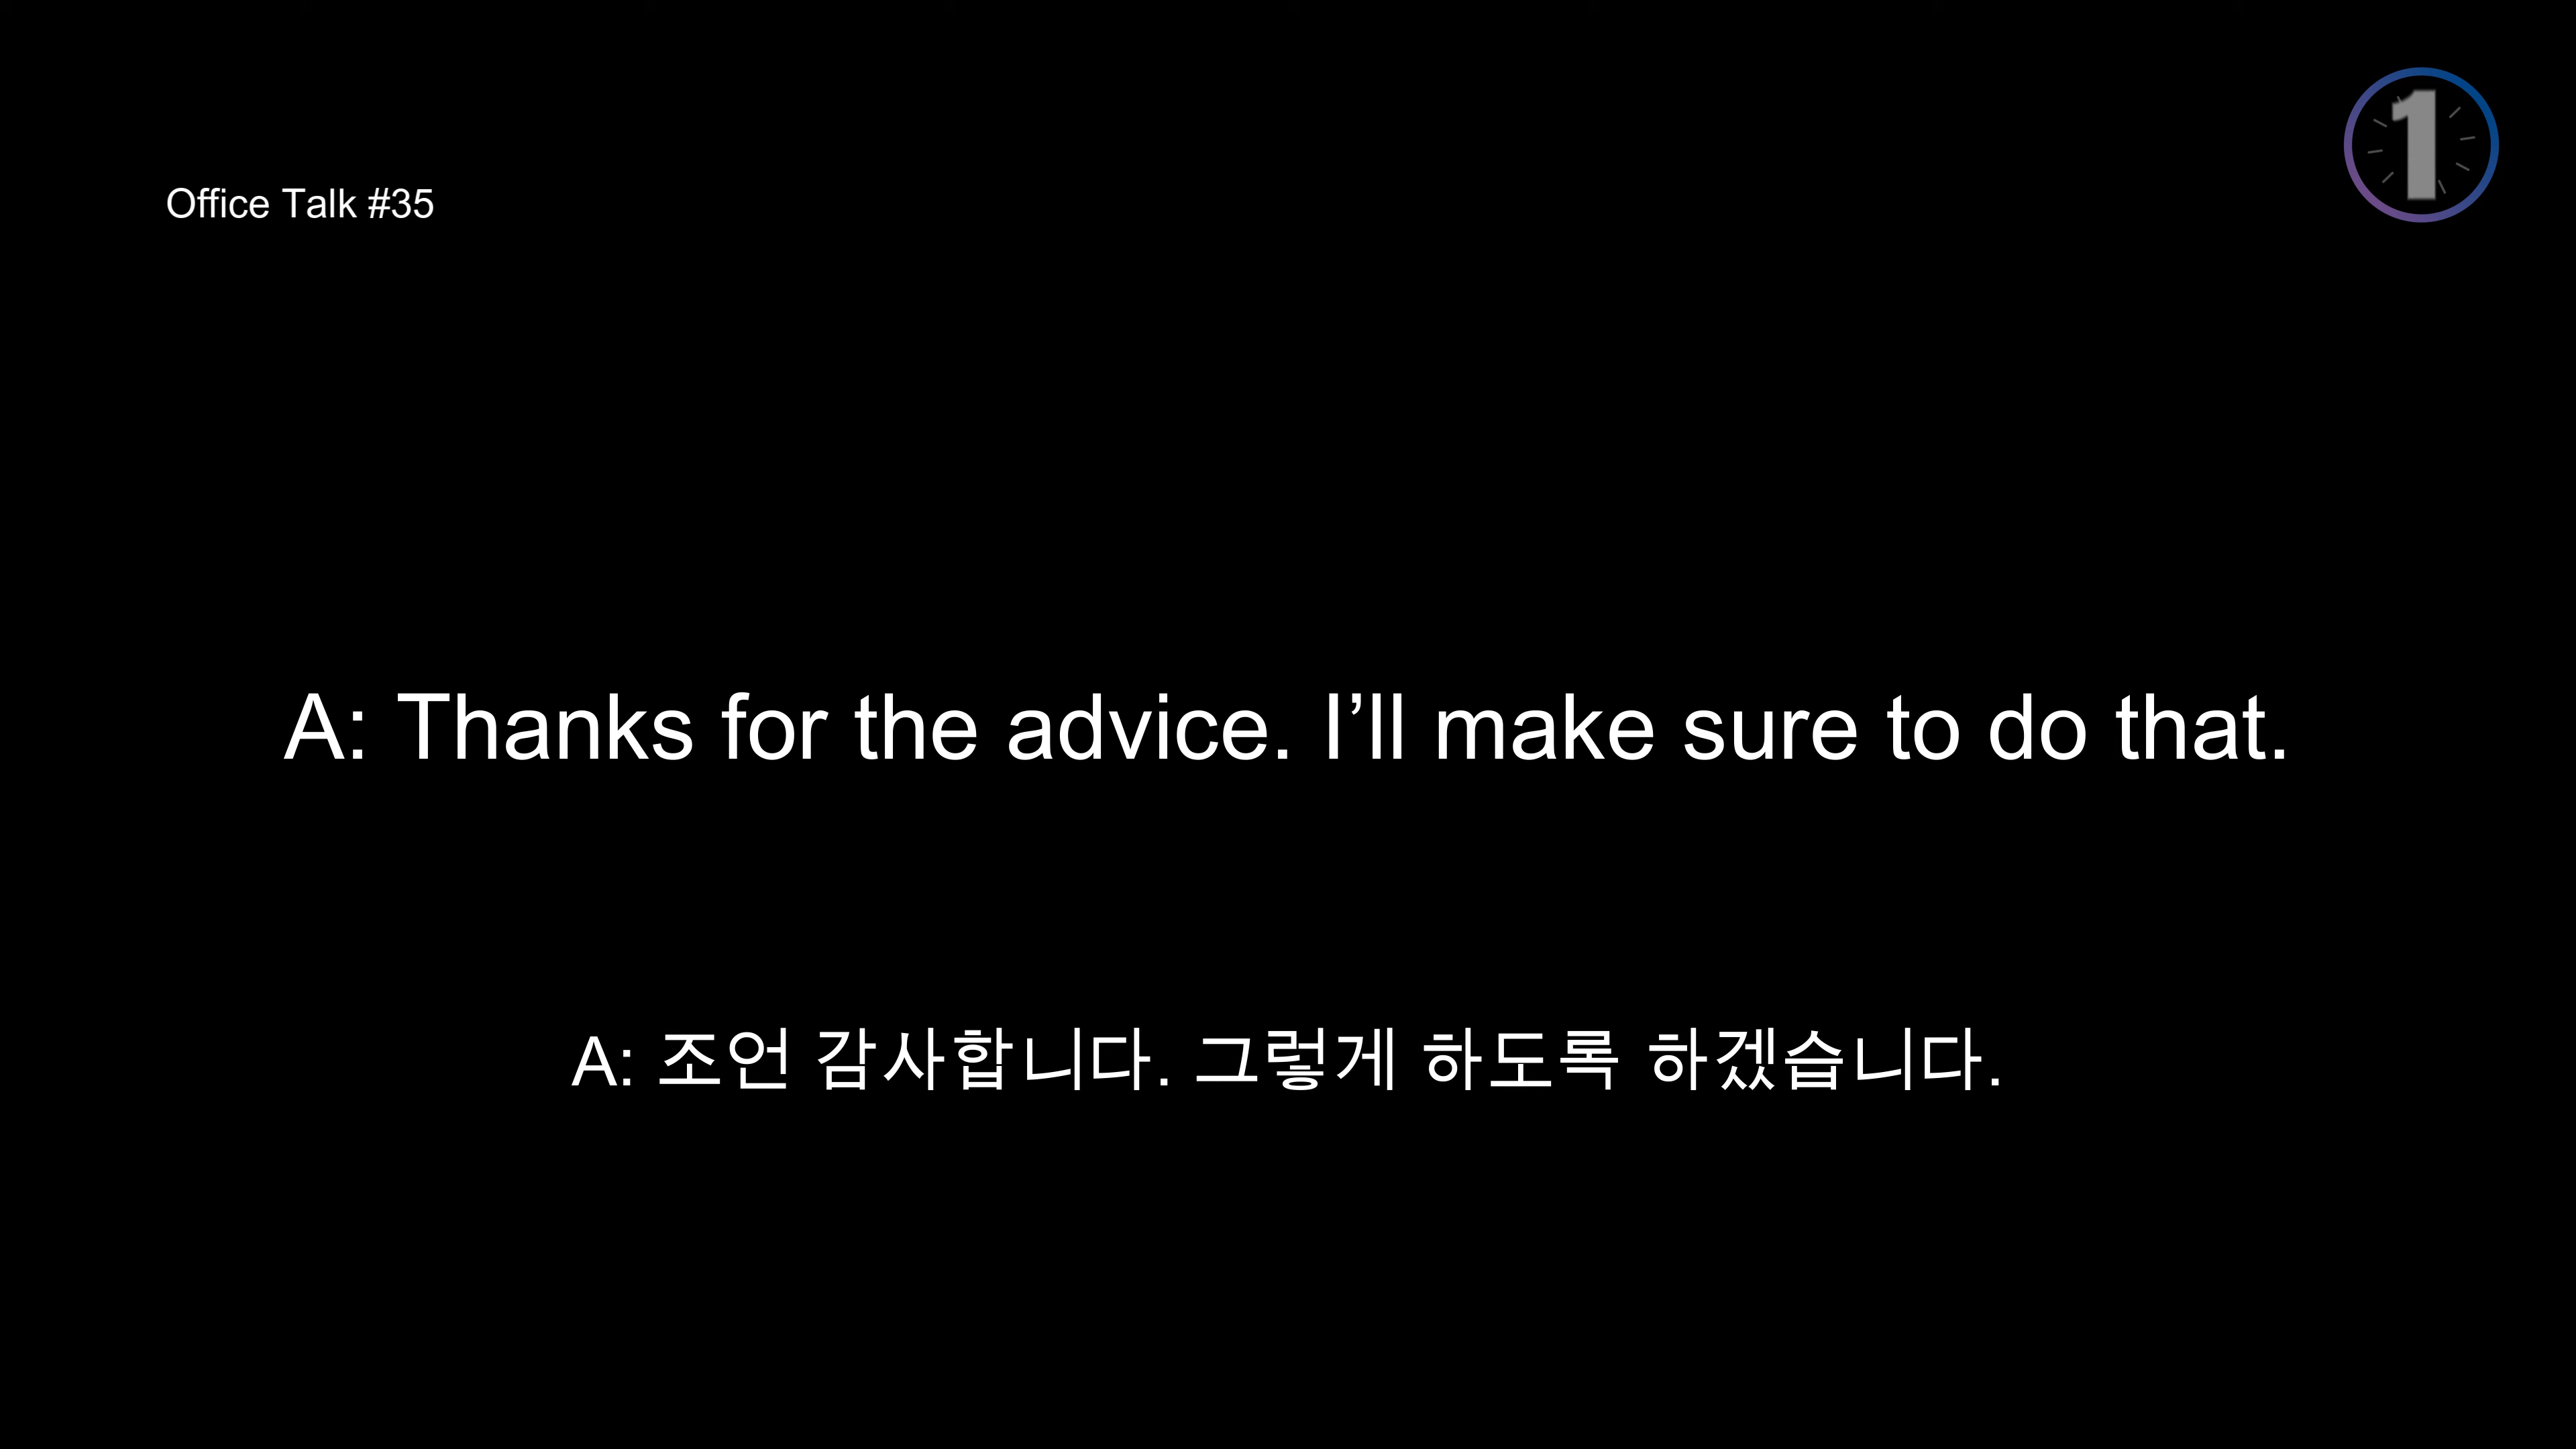 1
Office Talk #35
A: Thanks for the advice. I’ll make sure to do that.
A: 조언 감사합니다. 그렇게 하도록 하겠습니다.